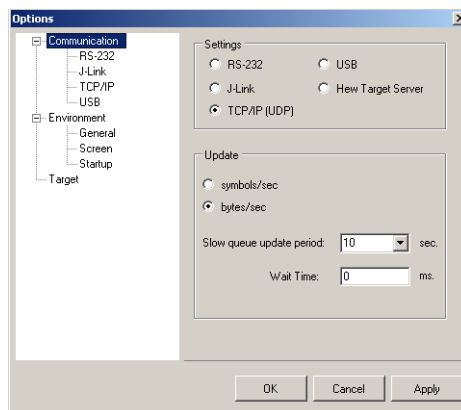 Options
Communication
RS-232
J-Link
TCP/IP
USB
Environment
General
Screen
Startup
Target
Settings
RS-232
USB
J-Link
Hew Target Server
TCP/IP (UDP)
Update
symbols/sec
bytes/sec
Slow queue update period: 10 sec.
Wait Time: 0 ms.
OK Cancel Apply